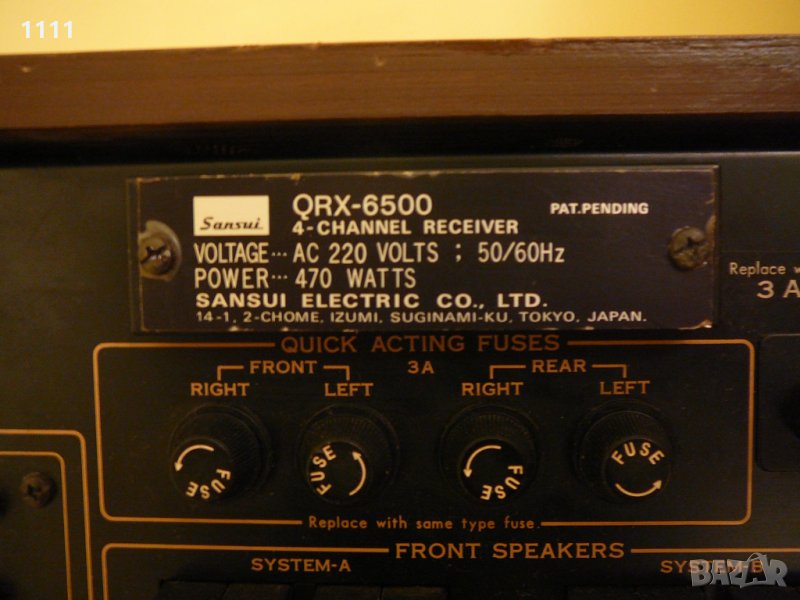 1111
Sansui
QRX-6500
PAT.PENDING
4-CHANNEL RECEIVER
VOLTAGE··· AC 220 VOLTS ; 50/60Hz
POWER··· 470 WATTS
SANSUI ELECTRIC CO., LTD.
14-1, 2-CHOME, IZUMI, SUGINAMI-KU, TOKYO, JAPAN.
Replace w
3 A
QUICK ACTING FUSES
FRONT 3A REAR
RIGHT LEFT RIGHT LEFT
FUSE FUSE FUSE FUSE
Replace with same type fuse.
FRONT SPEAKERS
SYSTEM-A SYSTEM-B
BAZAR